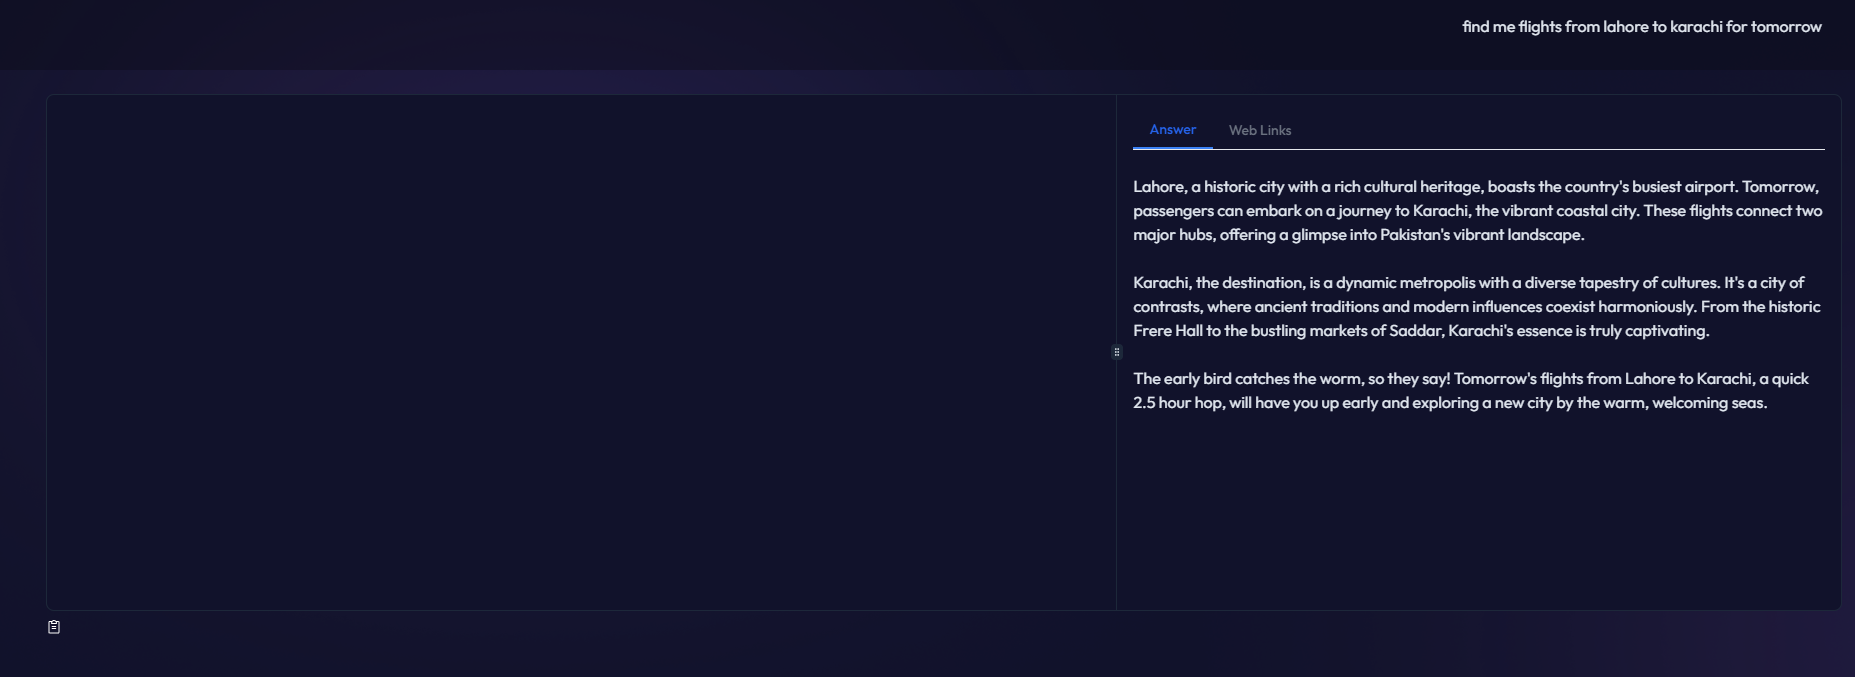 find me flights from lahore to karachi for tomorrow
Answer
Web Links
Lahore, a historic city with a rich cultural heritage, boasts the country's busiest airport. Tomorrow,
passengers can embark on a journey to Karachi, the vibrant coastal city. These flights connect two
major hubs, offering a glimpse into Pakistan's vibrant landscape.
Karachi, the destination, is a dynamic metropolis with a diverse tapestry of cultures. It's a city of
contrasts, where ancient traditions and modern influences coexist harmoniously. From the historic
Frere Hall to the bustling markets of Saddar, Karachi's essence is truly captivating.
The early bird catches the worm, so they say! Tomorrow's flights from Lahore to Karachi, a quick
2.5 hour hop, will have you up early and exploring a new city by the warm, welcoming seas.